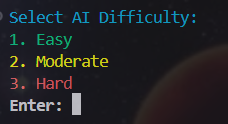 Select AI Difficulty:
1. Easy
2. Moderate
3. Hard
Enter: